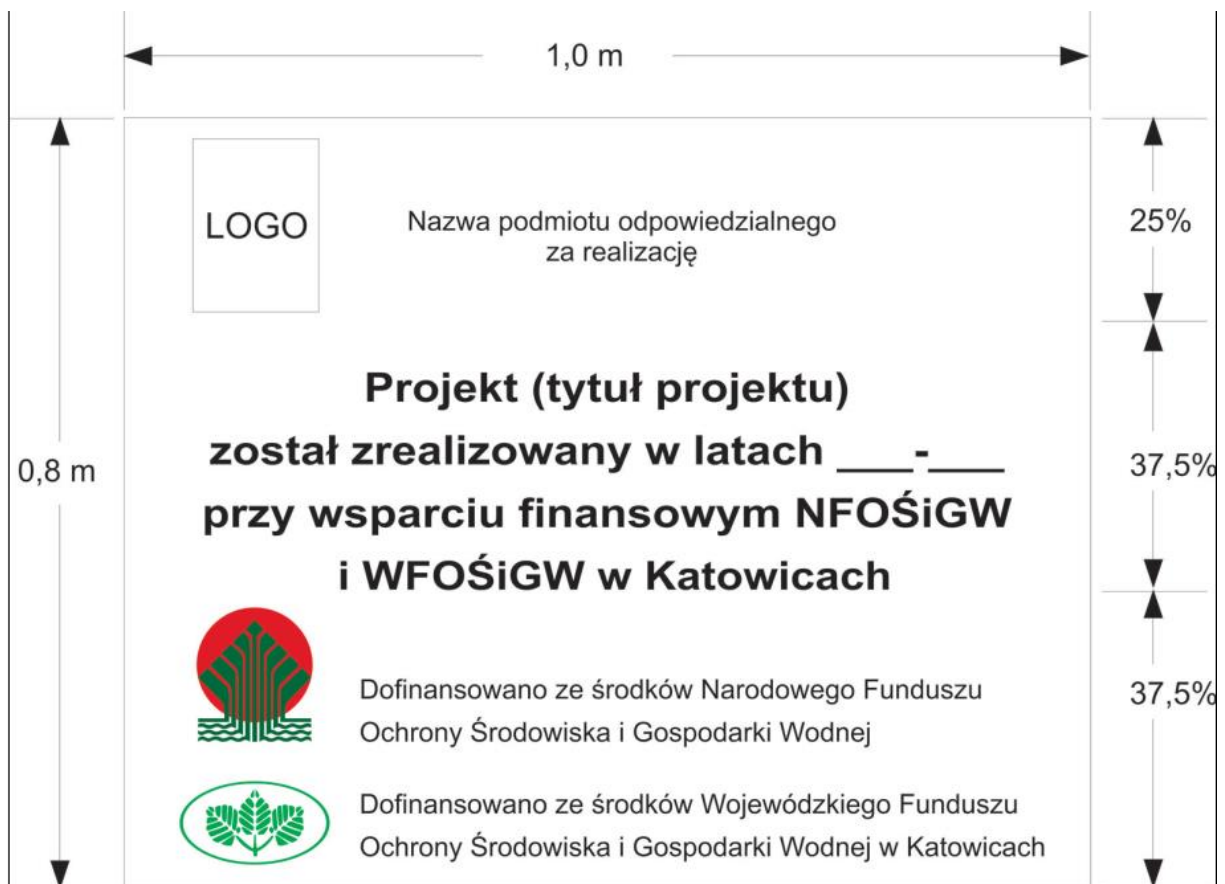 1,0 m
LOGO
Nazwa podmiotu odpowiedzialnego
za realizację
25%
Projekt (tytuł projektu)
został zrealizowany w latach ___-___
przy wsparciu finansowym NFOŚiGW
i WFOŚiGW w Katowicach
0,8 m
37,5%
Dofinansowano ze środków Narodowego Funduszu
Ochrony Środowiska i Gospodarki Wodnej
37,5%
Dofinansowano ze środków Wojewódzkiego Funduszu
Ochrony Środowiska i Gospodarki Wodnej w Katowicach